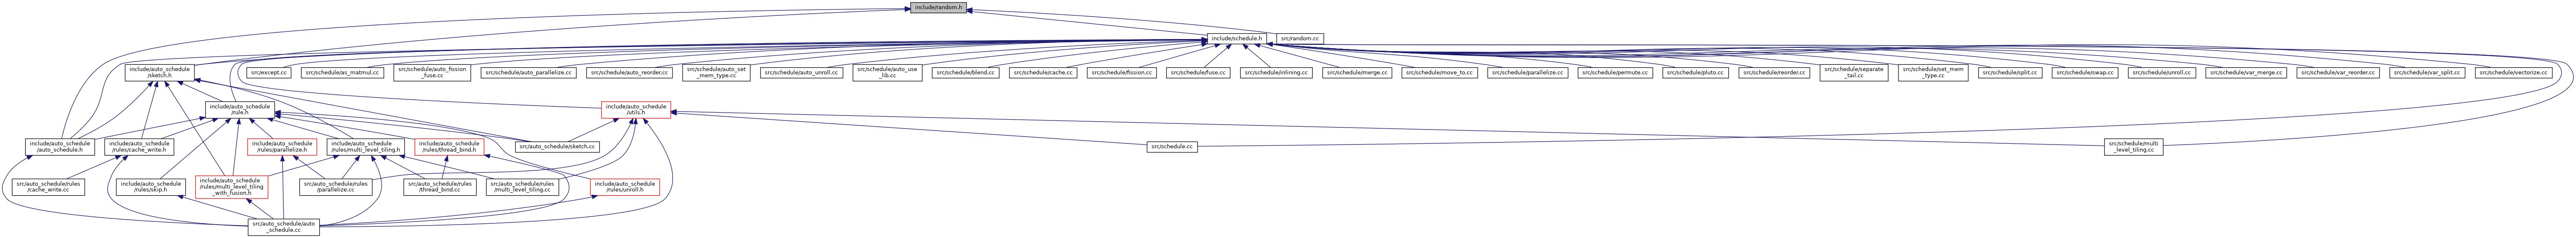 include/random.h
include/schedule.h
src/random.cc
include/auto_schedule
/sketch.h
src/except.cc
src/schedule/as_matmul.cc
src/schedule/auto_fission
_fuse.cc
src/schedule/auto_parallelize.cc
src/schedule/auto_reorder.cc
src/schedule/auto_set
_mem_type.cc
src/schedule/auto_unroll.cc
src/schedule/auto_use
_lib.cc
src/schedule/blend.cc
src/schedule/cache.cc
src/schedule/fission.cc
src/schedule/fuse.cc
src/schedule/inlining.cc
src/schedule/merge.cc
src/schedule/move_to.cc
src/schedule/parallelize.cc
src/schedule/permute.cc
src/schedule/pluto.cc
src/schedule/reorder.cc
src/schedule/separate
_tail.cc
src/schedule/set_mem
_type.cc
src/schedule/split.cc
src/schedule/swap.cc
src/schedule/unroll.cc
src/schedule/var_merge.cc
src/schedule/var_reorder.cc
src/schedule/var_split.cc
src/schedule/vectorize.cc
include/auto_schedule
/rule.h
include/auto_schedule
/utils.h
include/auto_schedule
/auto_schedule.h
include/auto_schedule
/rules/cache_write.h
include/auto_schedule
/rules/parallelize.h
include/auto_schedule
/rules/multi_level_tiling.h
include/auto_schedule
/rules/thread_bind.h
src/auto_schedule/sketch.cc
src/schedule.cc
src/schedule/multi
_level_tiling.cc
src/auto_schedule/rules
/cache_write.cc
include/auto_schedule
/rules/skip.h
include/auto_schedule
/rules/multi_level_tiling
_with_fusion.h
src/auto_schedule/rules
/parallelize.cc
src/auto_schedule/rules
/thread_bind.cc
src/auto_schedule/rules
/multi_level_tiling.cc
include/auto_schedule
/rules/unroll.h
src/auto_schedule/auto
_schedule.cc